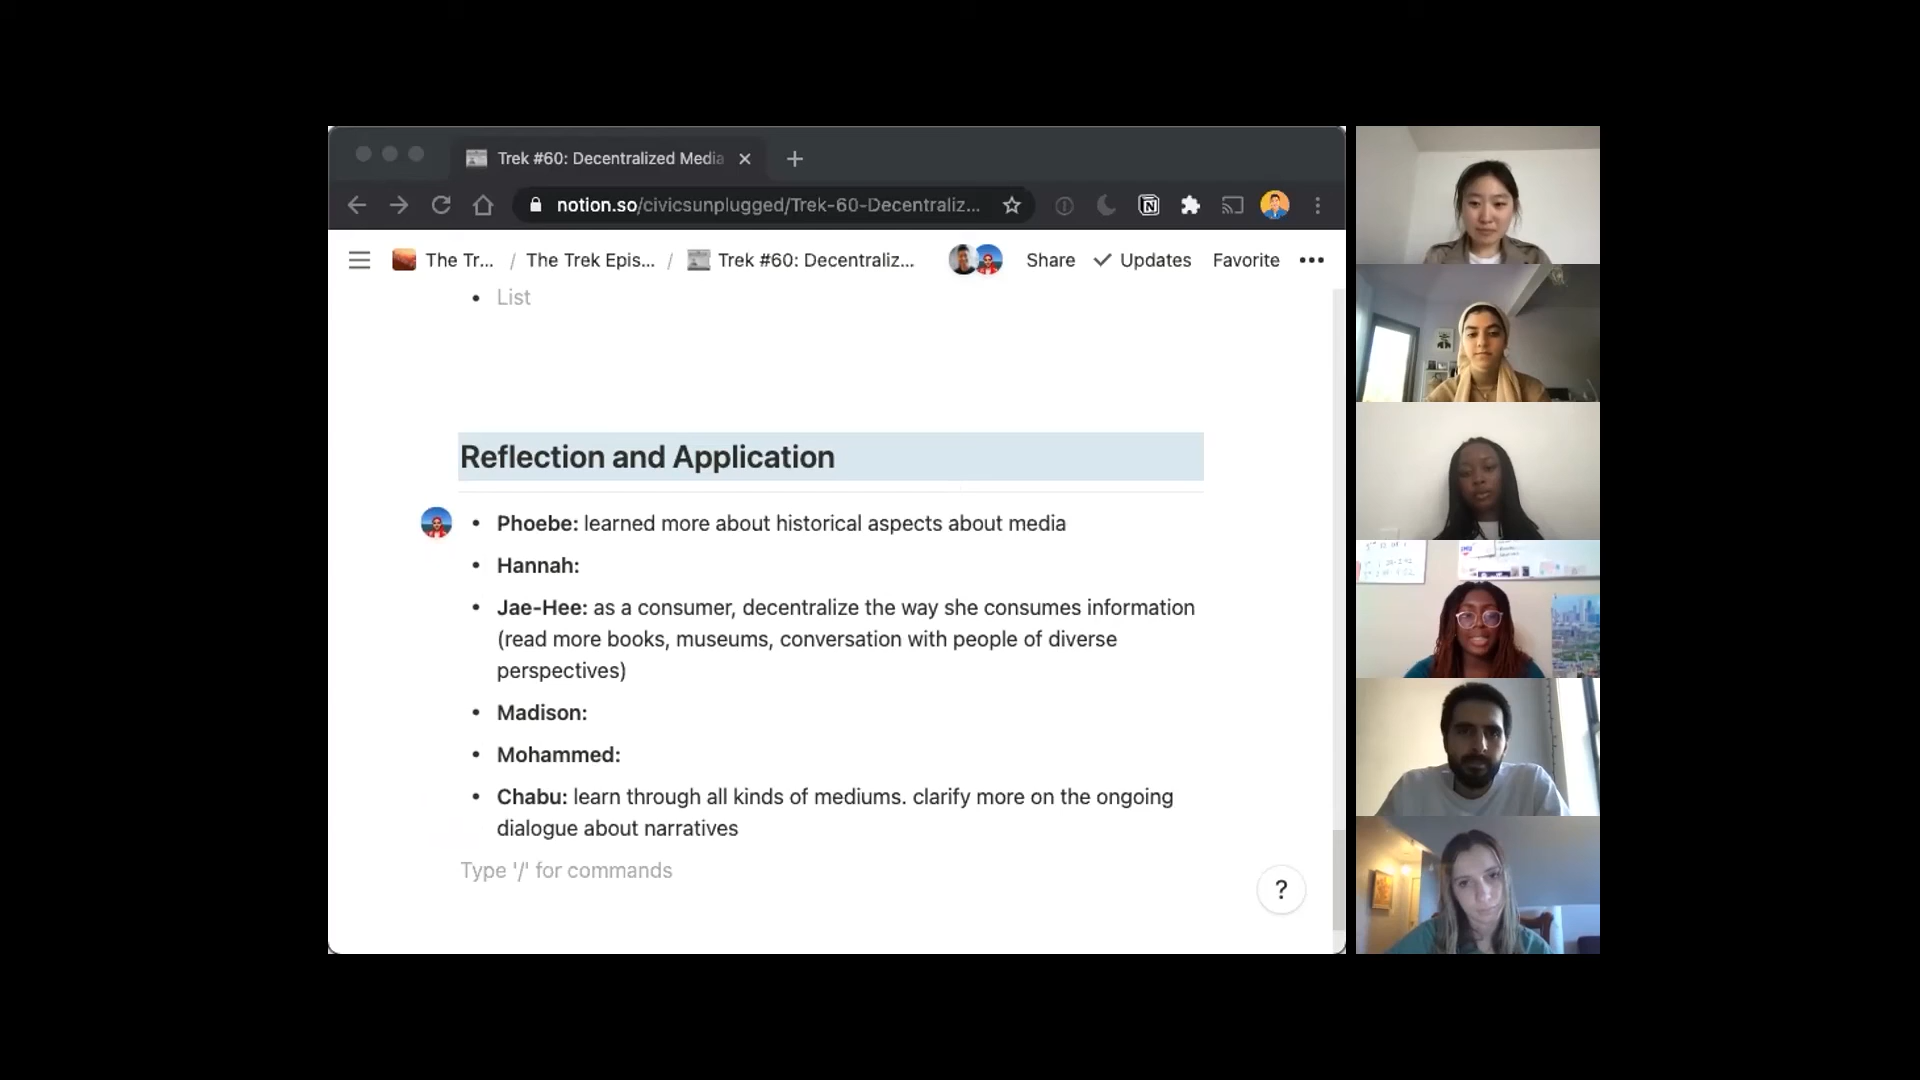 Trek #60: Decentralized Media
notion.so/civicsunplugged/Trek-60-Decentraliz...
The Tr... / The Trek Epis... / Trek #60: Decentraliz... Share Updates Favorite
List
Reflection and Application
Phoebe: learned more about historical aspects about media
Hannah:
Jae-Hee: as a consumer, decentralize the way she consumes information
(read more books, museums, conversation with people of diverse
perspectives)
Madison:
Mohammed:
Chabu: learn through all kinds of mediums. clarify more on the ongoing
dialogue about narratives
Type '/' for commands
?